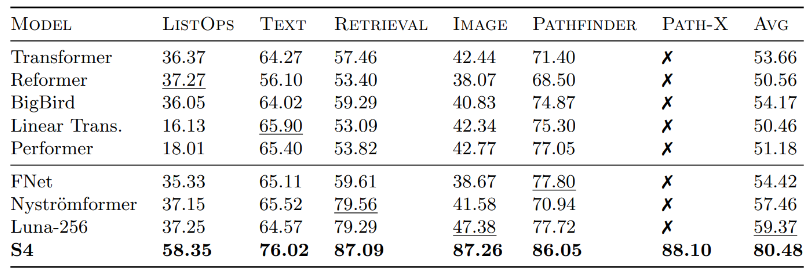 MODEL LISTOPS TEXT RETRIEVAL IMAGE PATHFINDER PATH-X AVG
Transformer 36.37 64.27 57.46 42.44 71.40 ✗ 53.66
Reformer 37.27 56.10 53.40 38.07 68.50 ✗ 50.56
BigBird 36.05 64.02 59.29 40.83 74.87 ✗ 54.17
Linear Trans. 16.13 65.90 53.09 42.34 75.30 ✗ 50.46
Performer 18.01 65.40 53.82 42.77 77.05 ✗ 51.18
FNet 35.33 65.11 59.61 38.67 77.80 ✗ 54.42
Nyströmformer 37.15 65.52 79.56 41.58 70.94 ✗ 57.46
Luna-256 37.25 64.57 79.29 47.38 77.72 ✗ 59.37
S4 58.35 76.02 87.09 87.26 86.05 88.10 80.48